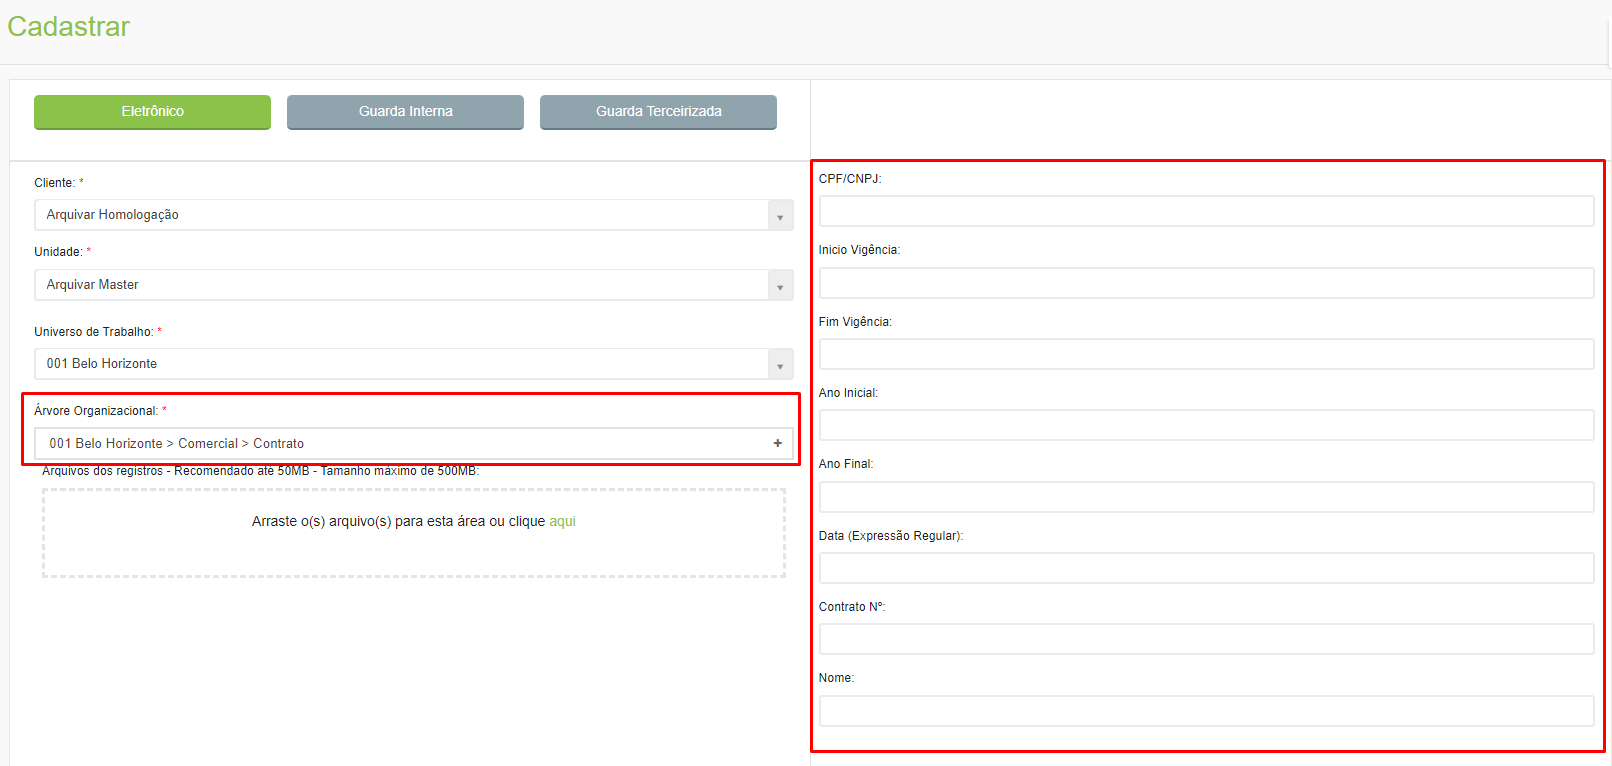 Cadastrar
Eletrônico
Guarda Interna
Guarda Terceirizada
Cliente: *
Arquivar Homologação
Unidade: *
Arquivar Master
Universo de Trabalho: *
001 Belo Horizonte
Árvore Organizacional: *
001 Belo Horizonte > Comercial > Contrato
+
Arquivos dos registros - Recomendado até 50MB - Tamanho máximo de 500MB:
Arraste o(s) arquivo(s) para esta área ou clique aqui
CPF/CNPJ:
Inicio Vigência:
Fim Vigência:
Ano Inicial:
Ano Final:
Data (Expressão Regular):
Contrato Nº:
Nome: